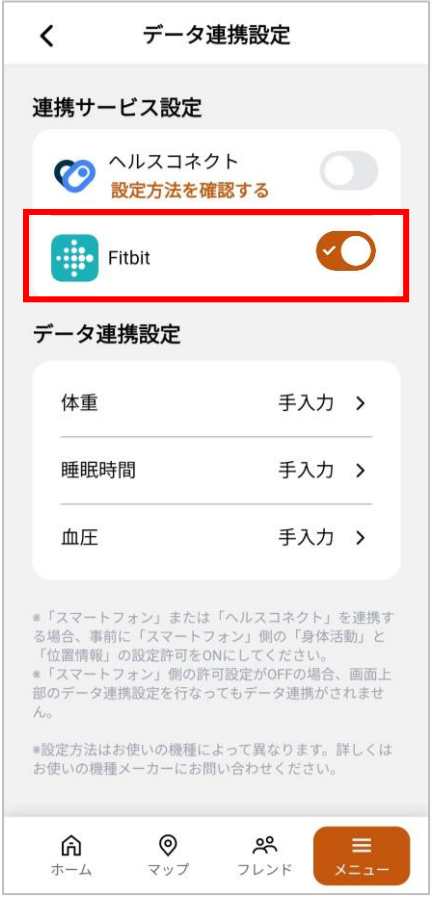 データ連携設定
連携サービス設定
ヘルスコネクト
設定方法を確認する
Fitbit
データ連携設定
体重 手入力
睡眠時間 手入力
血圧 手入力
※「スマートフォン」または「ヘルスコネクト」を連携す
る場合、事前に「スマートフォン」側の「身体活動」と
「位置情報」の設定許可をONにしてください。
※「スマートフォン」側の許可設定がOFFの場合、画面上
部のデータ連携設定を行なってもデータ連携がされませ
ん。
※設定方法はお使いの機種によって異なります。詳しくは
お使いの機種メーカーにお問い合わせください。
ホーム マップ フレンド メニュー